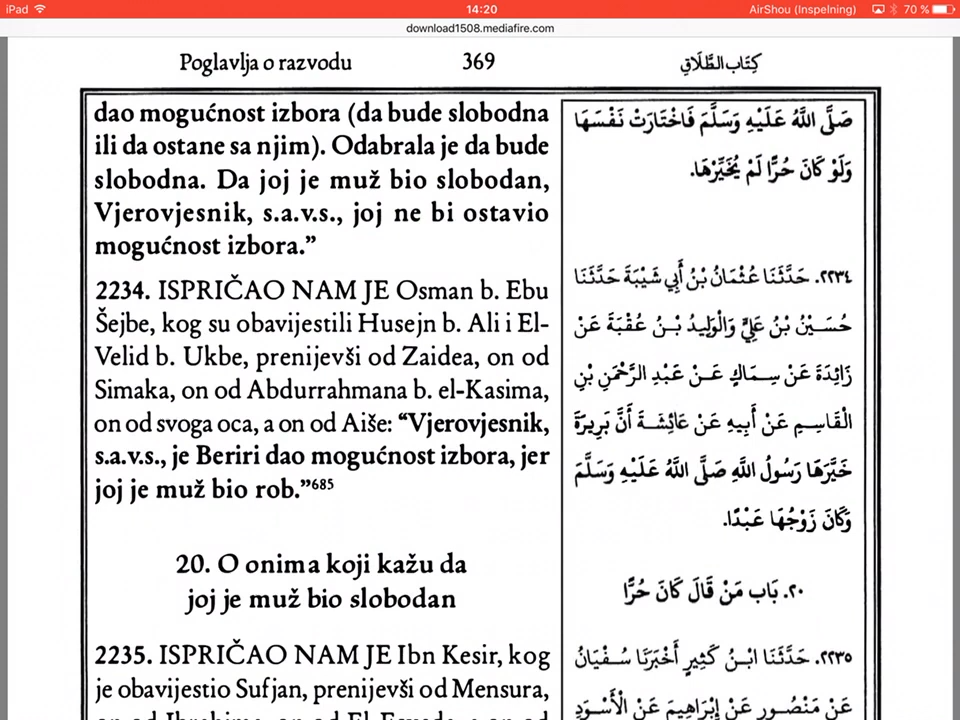 iPad 14:20 AirShou (Inspelning) 70 %
download1508.mediafire.com
Poglavlja o razvodu 369 كِتَاب الطَّلَاقِ
dao mogućnost izbora (da bude slobodna
ili da ostane sa njim). Odabrala je da bude
slobodna. Da joj je muž bio slobodan,
Vjerovjesnik, s.a.v.s., joj ne bi ostavio
mogućnost izbora.”
2234. ISPRIČAO NAM JE Osman b. Ebu
Šejbe, kog su obavijestili Husejn b. Ali i El-
Velid b. Ukbe, prenijevši od Zaidea, on od
Simaka, on od Abdurrahmana b. el-Kasima,
on od svoga oca, a on od Aiše: “Vjerovjesnik,
s.a.v.s., je Beriri dao mogućnost izbora, jer
joj je muž bio rob.”685
20. O onima koji kažu da
joj je muž bio slobodan
2235. ISPRIČAO NAM JE Ibn Kesir, kog
je obavijestio Sufjan, prenijevši od Mensura,
صَلَّى اللَّهُ عَلَيْهِ وَسَلَّمَ فَاخْتَارَتْ نَفْسَهَا
وَلَوْ كَانَ حُرًّا لَمْ يُخَيِّرْهَا.
٢٢٣٤. حَدَّثَنَا عُثْمَانُ بْنُ أَبِي شَيْبَةَ حَدَّثَنَا
حُسَيْنُ بْنُ عَلِيٍّ وَالْوَلِيدُ بْنُ عُقْبَةَ عَنْ
زَائِدَةَ عَنْ سِمَاكٍ عَنْ عَبْدِ الرَّحْمَنِ بْنِ
الْقَاسِمِ عَنْ أَبِيهِ عَنْ عَائِشَةَ أَنَّ بَرِيرَةَ
خَيَّرَهَا رَسُولُ اللَّهِ صَلَّى اللَّهُ عَلَيْهِ وَسَلَّمَ
وَكَانَ زَوْجُهَا عَبْدًا.
٢٠. بَاب مَنْ قَالَ كَانَ حُرًّا
٢٢٣٥. حَدَّثَنَا ابْنُ كَثِيرٍ أَخْبَرَنَا سُفْيَانُ
عَنْ مَنْصُورٍ عَنْ إِبْرَاهِيمَ عَنْ الْأَسْوَدِ